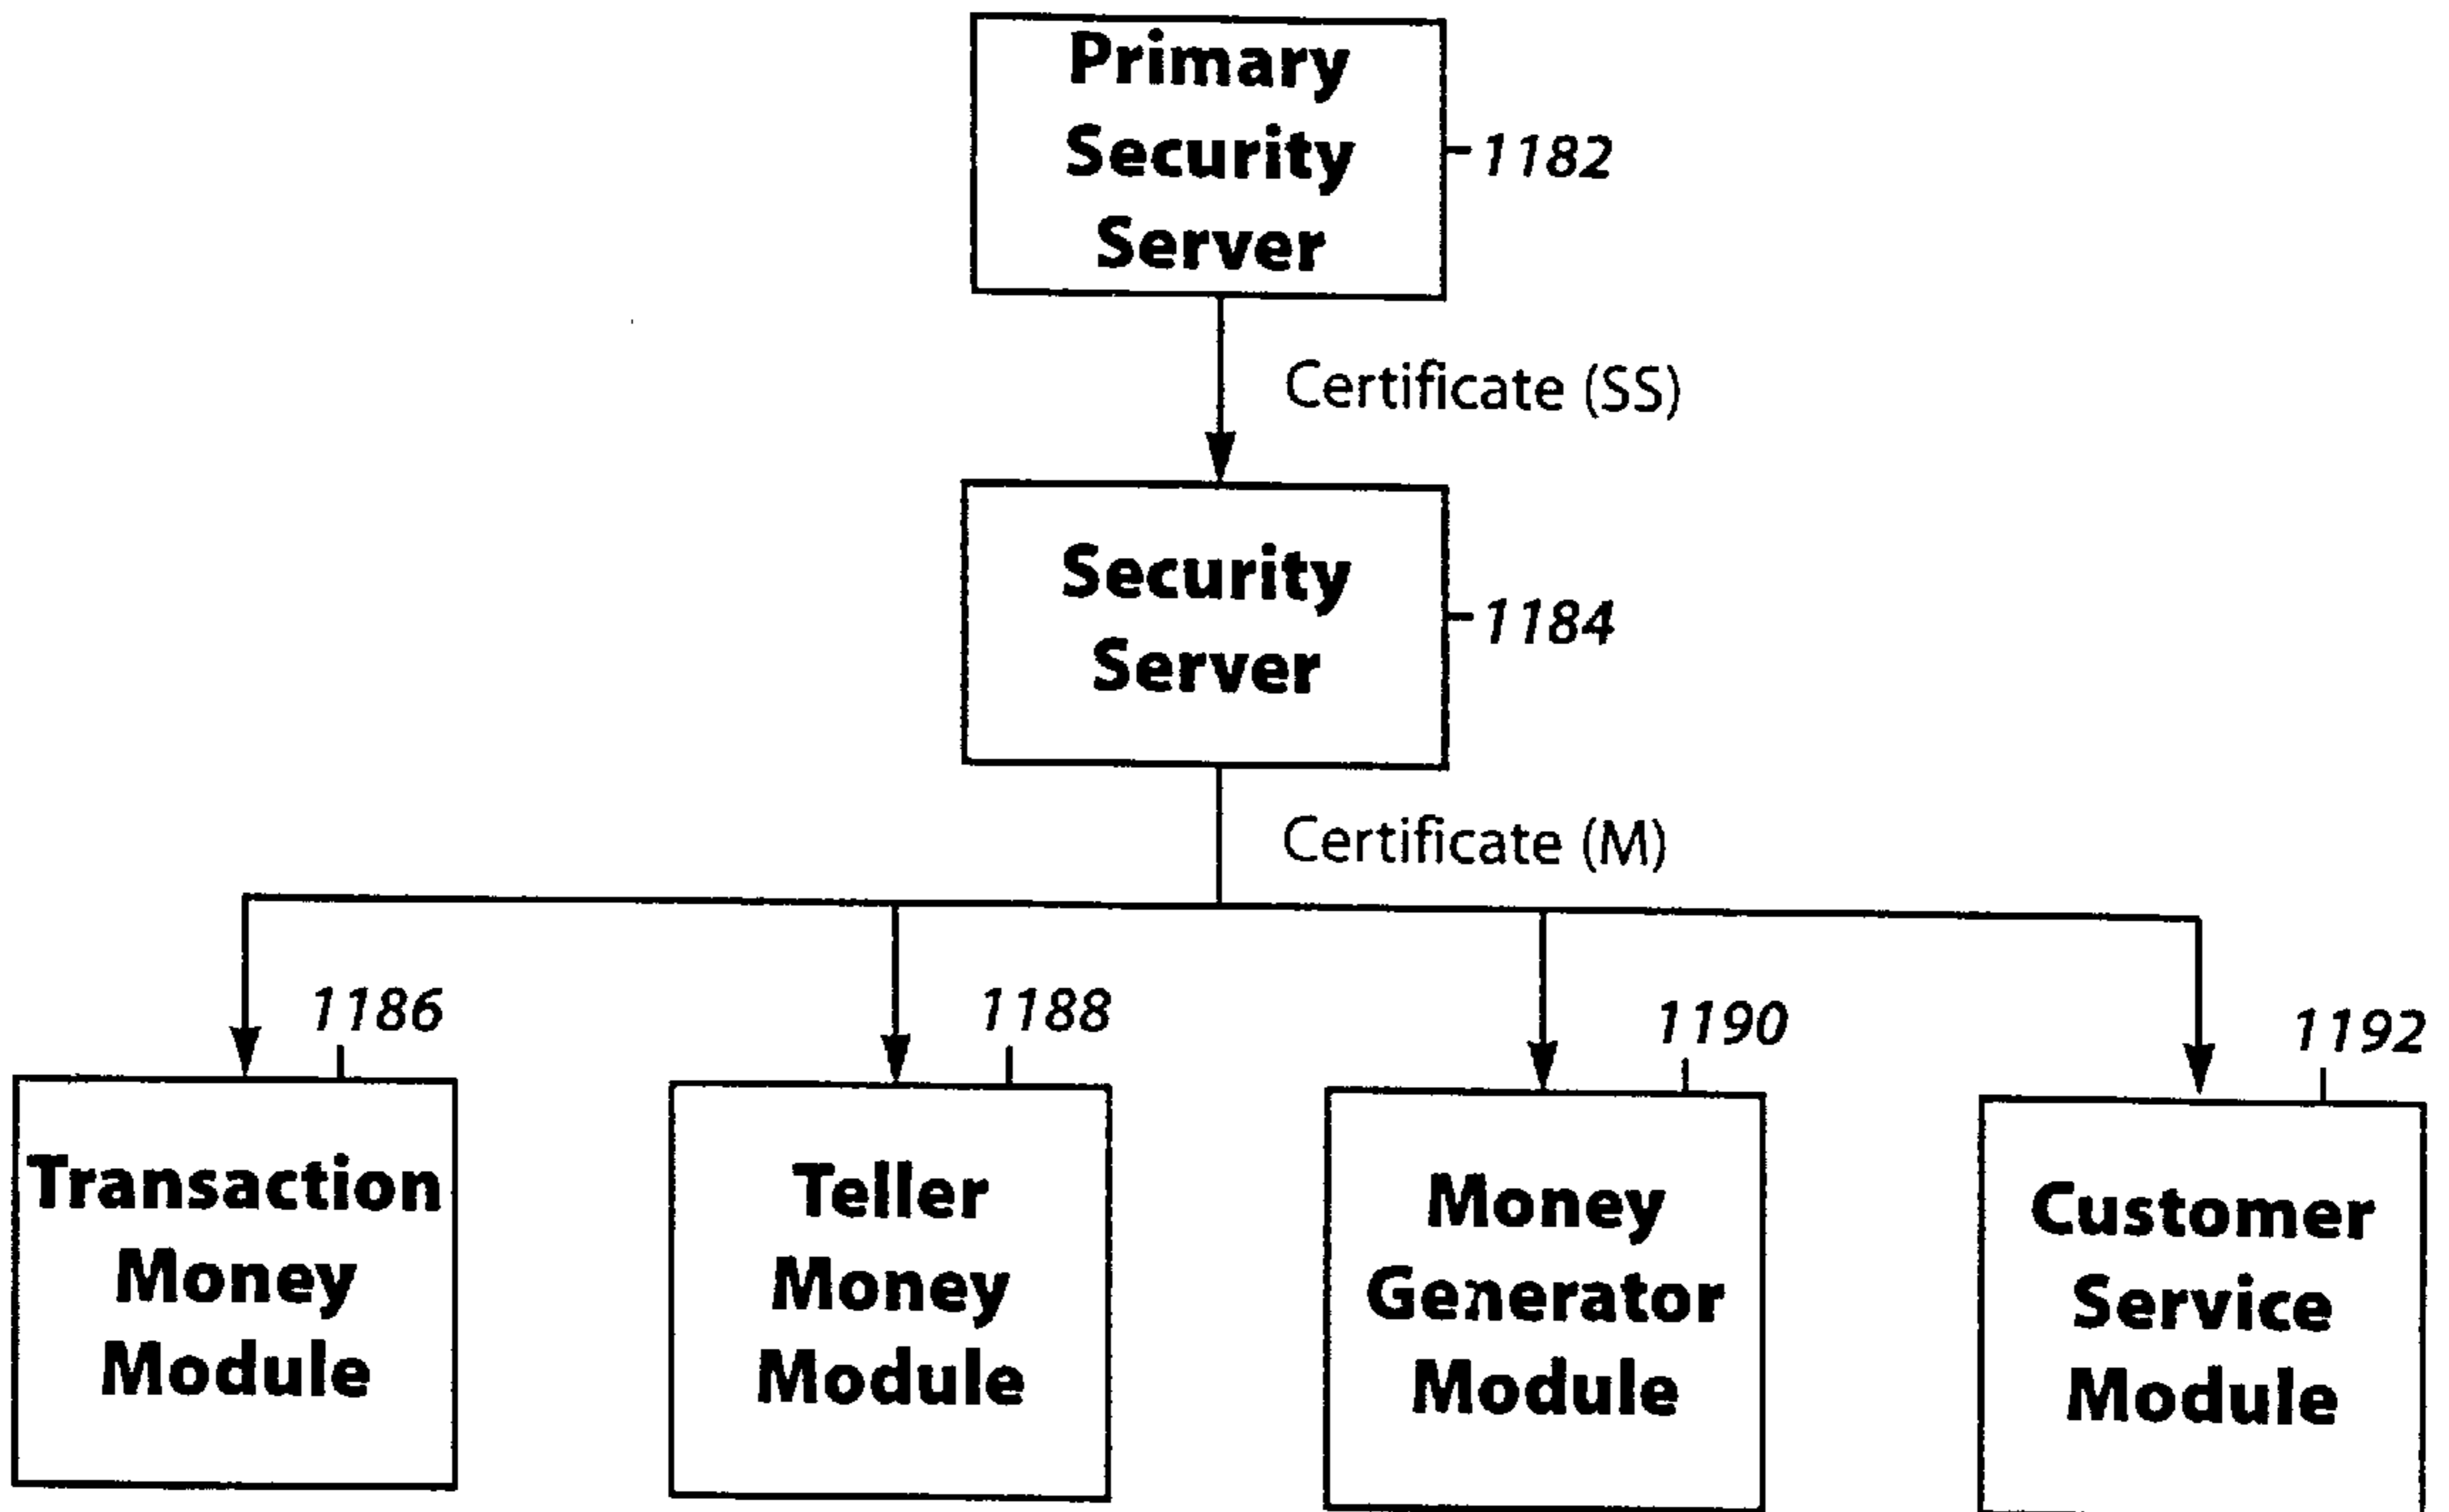 Primary
Security
Server
1182
Certificate (SS)
Security
Server
1184
Certificate (M)
1186
1188
1190
1192
Transaction
Money
Module
Teller
Money
Module
Money
Generator
Module
Customer
Service
Module